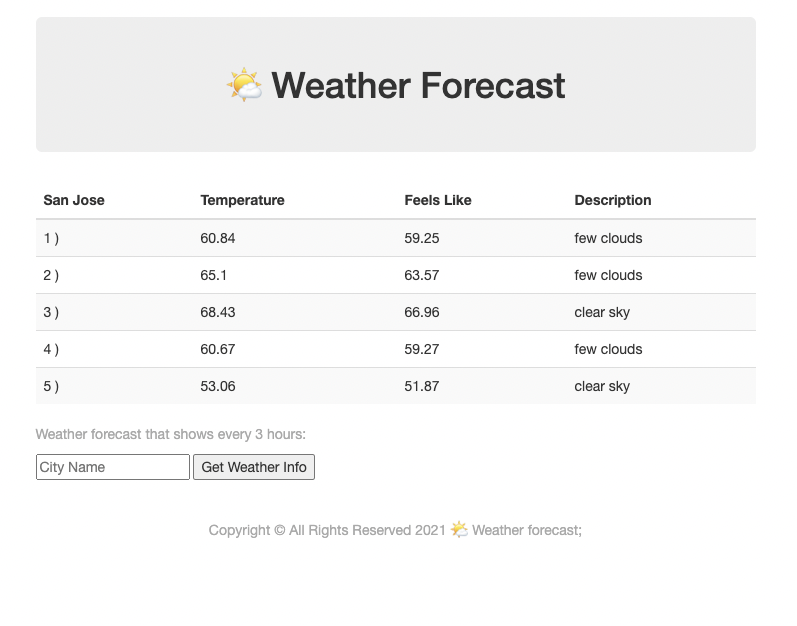 🌤️ Weather Forecast
San Jose Temperature Feels Like Description
1 ) 60.84 59.25 few clouds
2 ) 65.1 63.57 few clouds
3 ) 68.43 66.96 clear sky
4 ) 60.67 59.27 few clouds
5 ) 53.06 51.87 clear sky
Weather forecast that shows every 3 hours:
City Name Get Weather Info
Copyright © All Rights Reserved 2021 🌤️ Weather forecast;